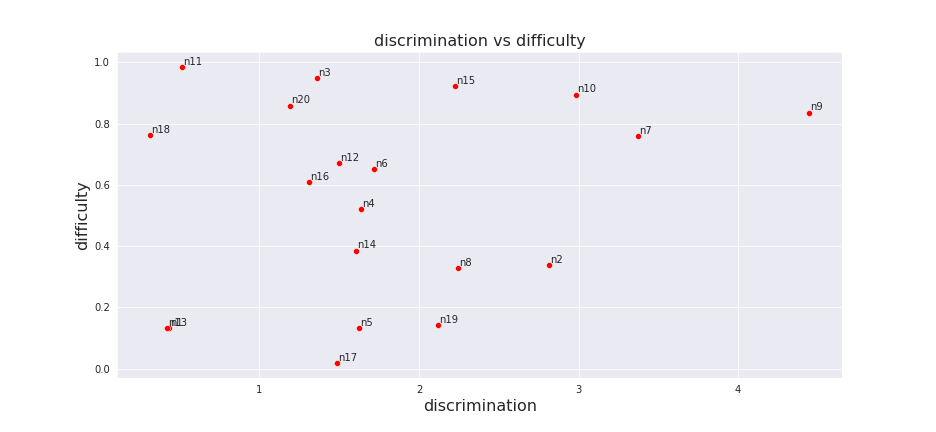 discrimination vs difficulty
1.0
n11
n3
n15
n10
n20
n9
0.8
n18
n7
n12
n6
n16
0.6
n4
difficulty
0.4
n14
n8
n2
0.2
n1
n13
n5
n19
n17
0.0
1
2
3
4
discrimination